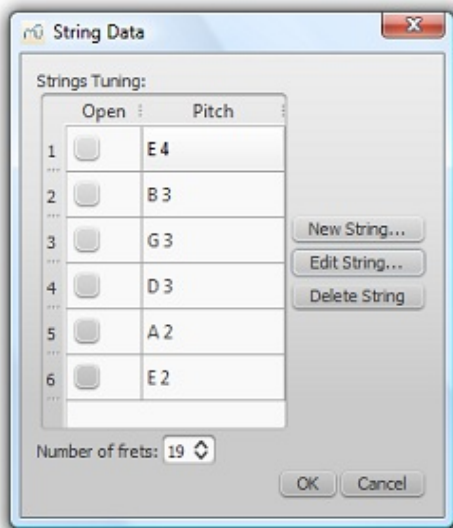 String Data
Strings Tuning:
Open Pitch
1 E 4
2 B 3
3 G 3
4 D 3
5 A 2
6 E 2
New String...
Edit String...
Delete String
Number of frets: 19
OK Cancel